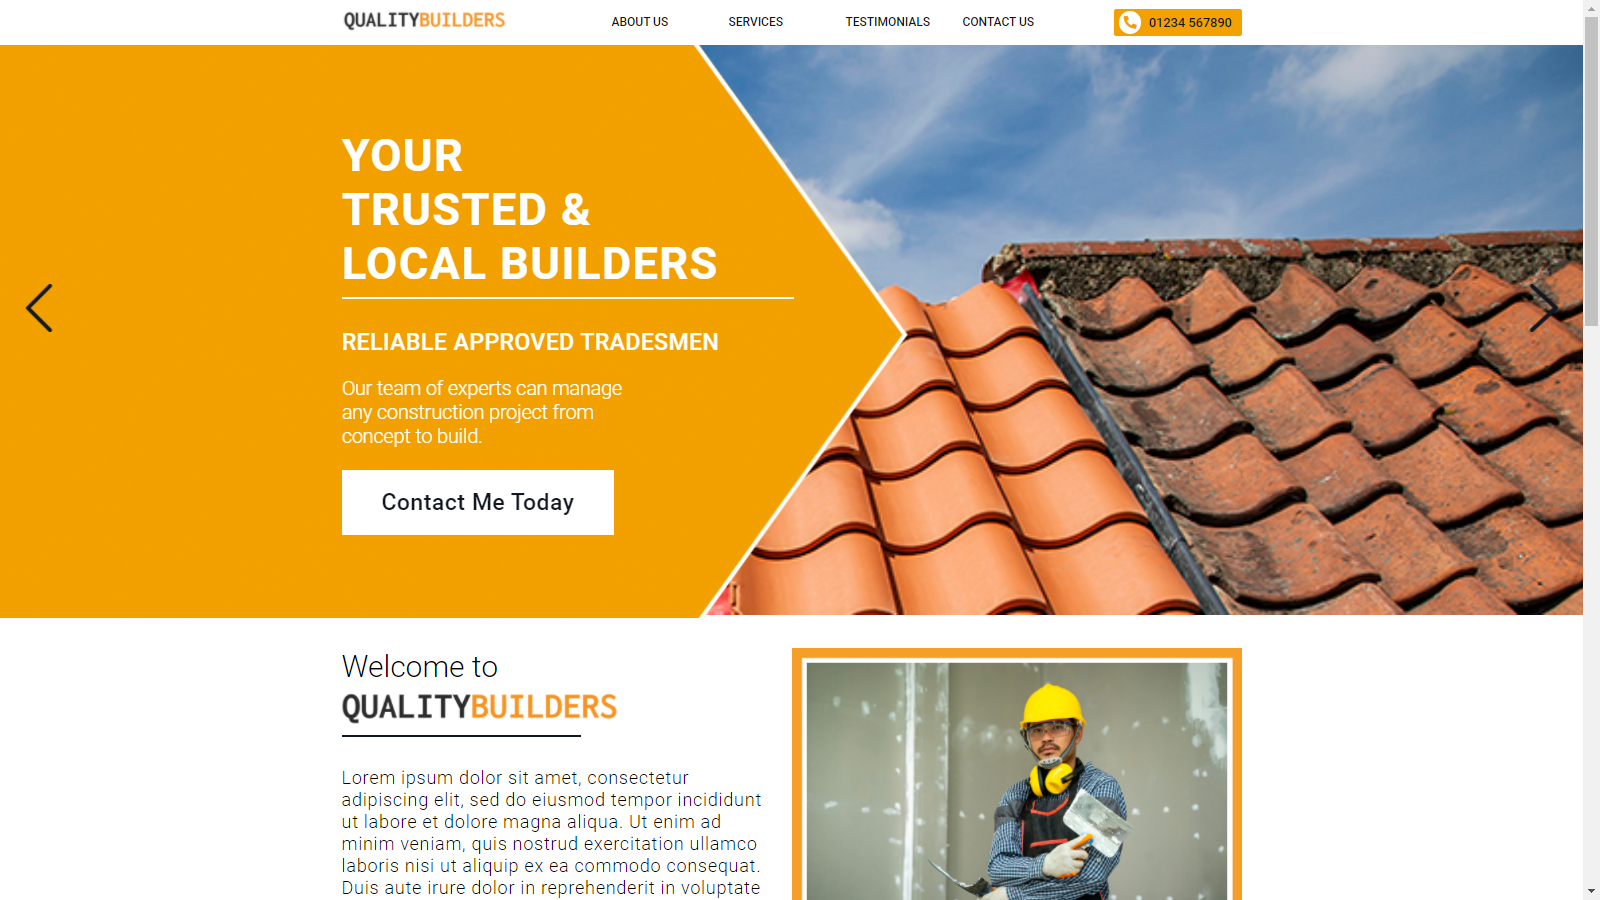 QUALITYBUILDERS
ABOUT US
SERVICES
TESTIMONIALS
CONTACT US
01234 567890
YOUR
TRUSTED &
LOCAL BUILDERS
RELIABLE APPROVED TRADESMEN
Our team of experts can manage
any construction project from
concept to build.
Contact Me Today
Welcome to
QUALITYBUILDERS
Lorem ipsum dolor sit amet, consectetur
adipiscing elit, sed do eiusmod tempor incididunt
ut labore et dolore magna aliqua. Ut enim ad
minim veniam, quis nostrud exercitation ullamco
laboris nisi ut aliquip ex ea commodo consequat.
Duis aute irure dolor in reprehenderit in voluptate